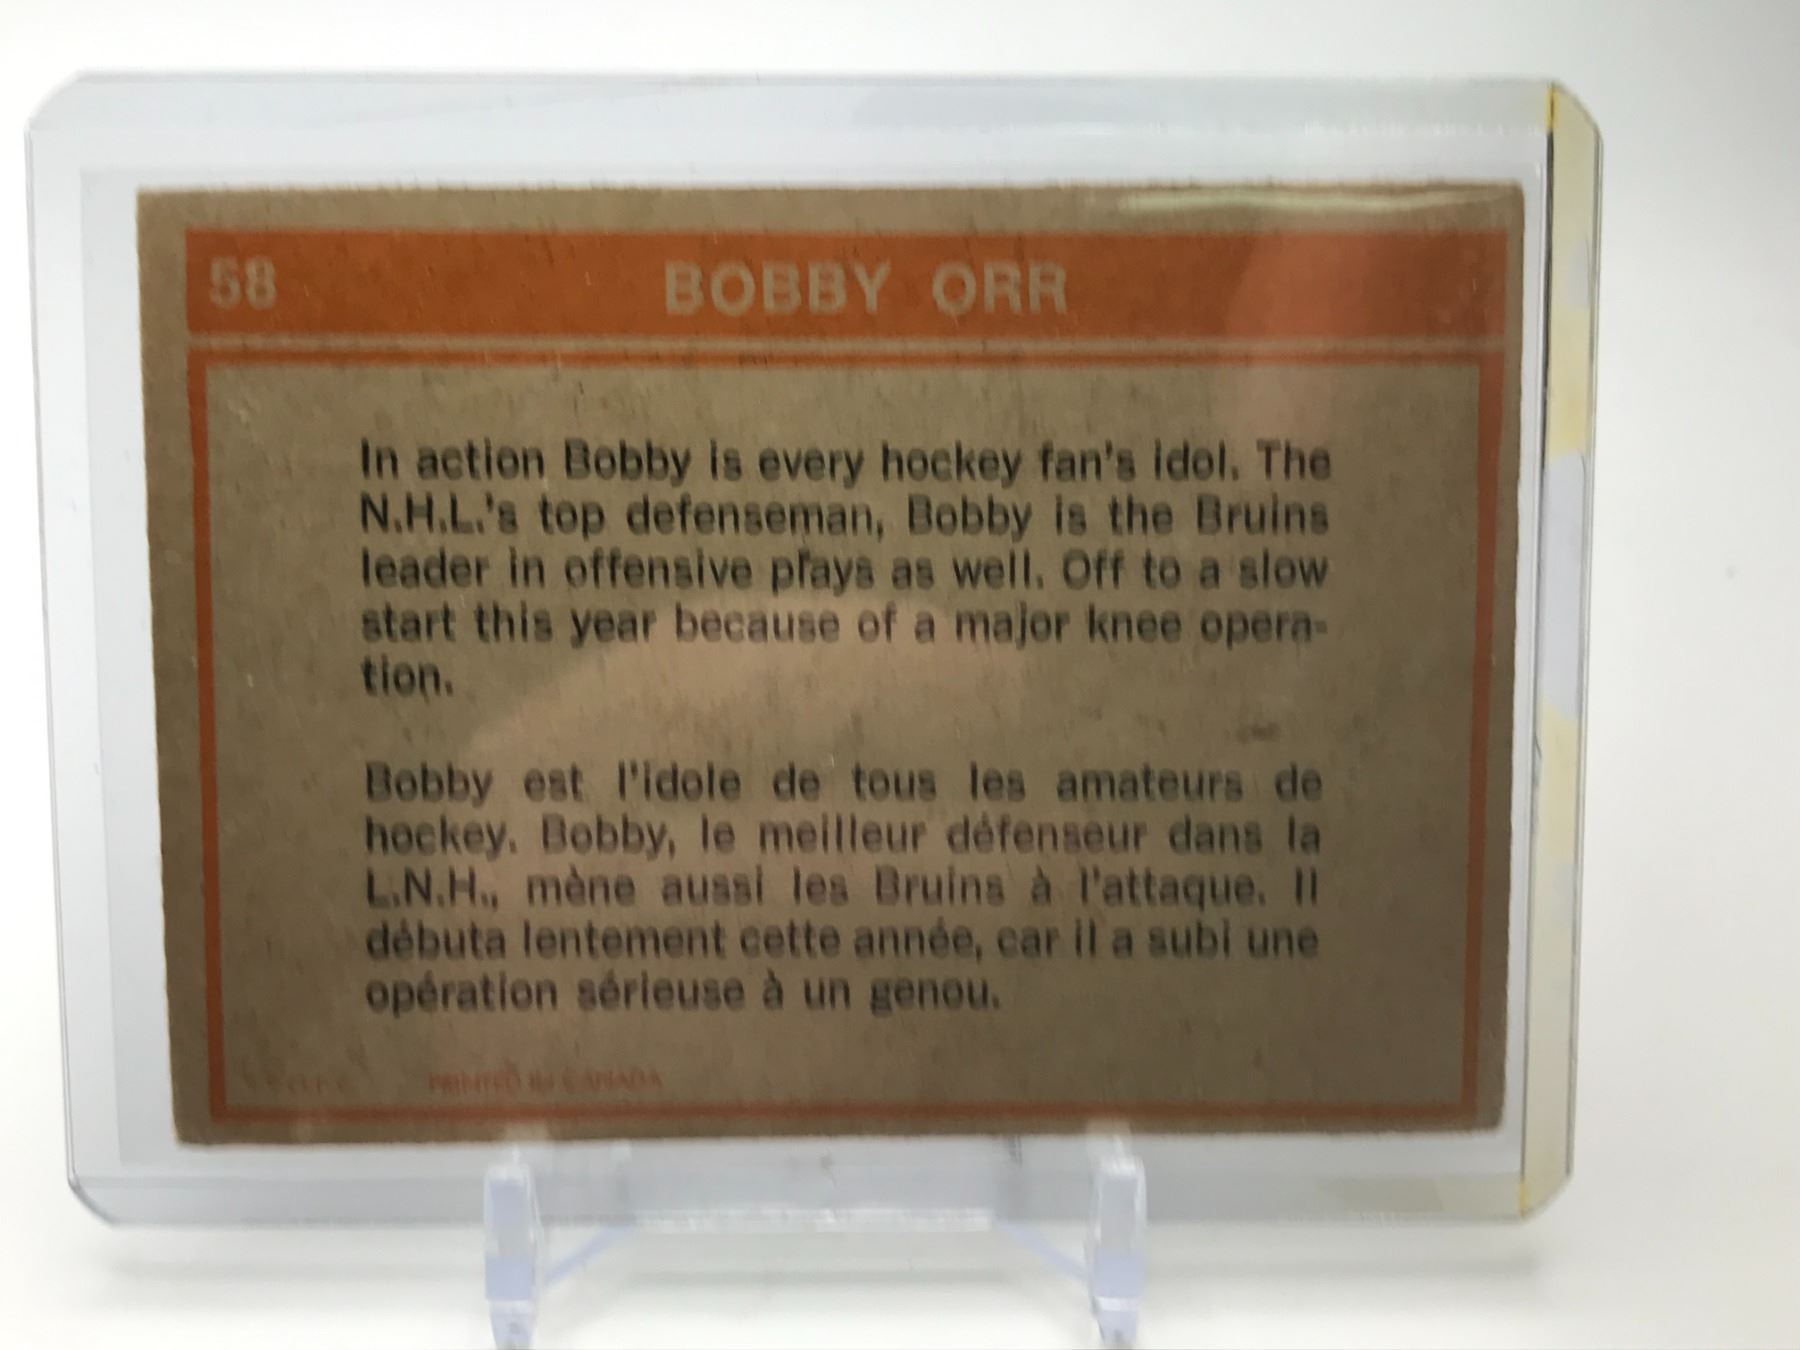 58 BOBBY ORR
In action Bobby is every hockey fan's idol. The
N.H.L.'s top defenseman, Bobby is the Bruins
leader in offensive plays as well. Off to a slow
start this year because of a major knee opera-
tion.
Bobby est l'idole de tous les amateurs de
hockey. Bobby, le meilleur défenseur dans la
L.N.H., mène aussi les Bruins à l'attaque. Il
débuta lentement cette année, car il a subi une
opération sérieuse à un genou.
PRINTED IN CANADA